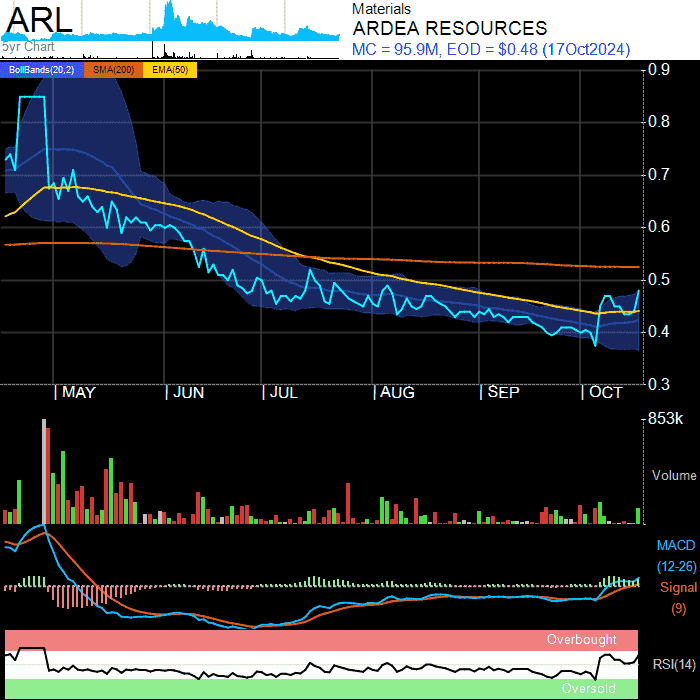 ARL
5yr Chart
Materials
ARDEA RESOURCES
MC = 95.9M, EOD = $0.48 (17Oct2024)
BollBands(20,2) SMA(200) EMA(50)
0.9
0.8
0.7
0.6
0.5
0.4
0.3
MAY JUN JUL AUG SEP OCT
853k
Volume
MACD
(12-26)
Signal
(9)
Overbought
RSI(14)
Oversold